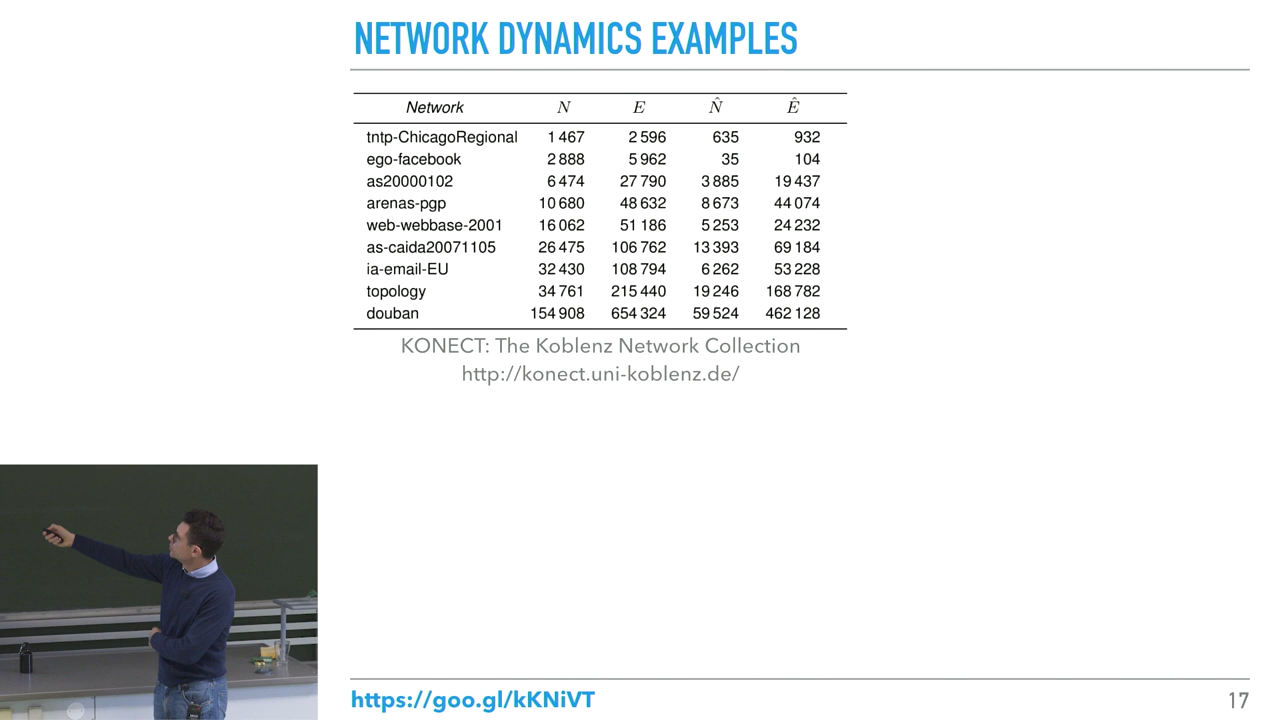 NETWORK DYNAMICS EXAMPLES
Network N E N̂ Ê
tntp-ChicagoRegional 1 467 2 596 635 932
ego-facebook 2 888 5 962 35 104
as20000102 6 474 27 790 3 885 19 437
arenas-pgp 10 680 48 632 8 673 44 074
web-webbase-2001 16 062 51 186 5 253 24 232
as-caida20071105 26 475 106 762 13 393 69 184
ia-email-EU 32 430 108 794 6 262 53 228
topology 34 761 215 440 19 246 168 782
douban 154 908 654 324 59 524 462 128
KONECT: The Koblenz Network Collection
http://konect.uni-koblenz.de/
https://goo.gl/kKNiVT
17